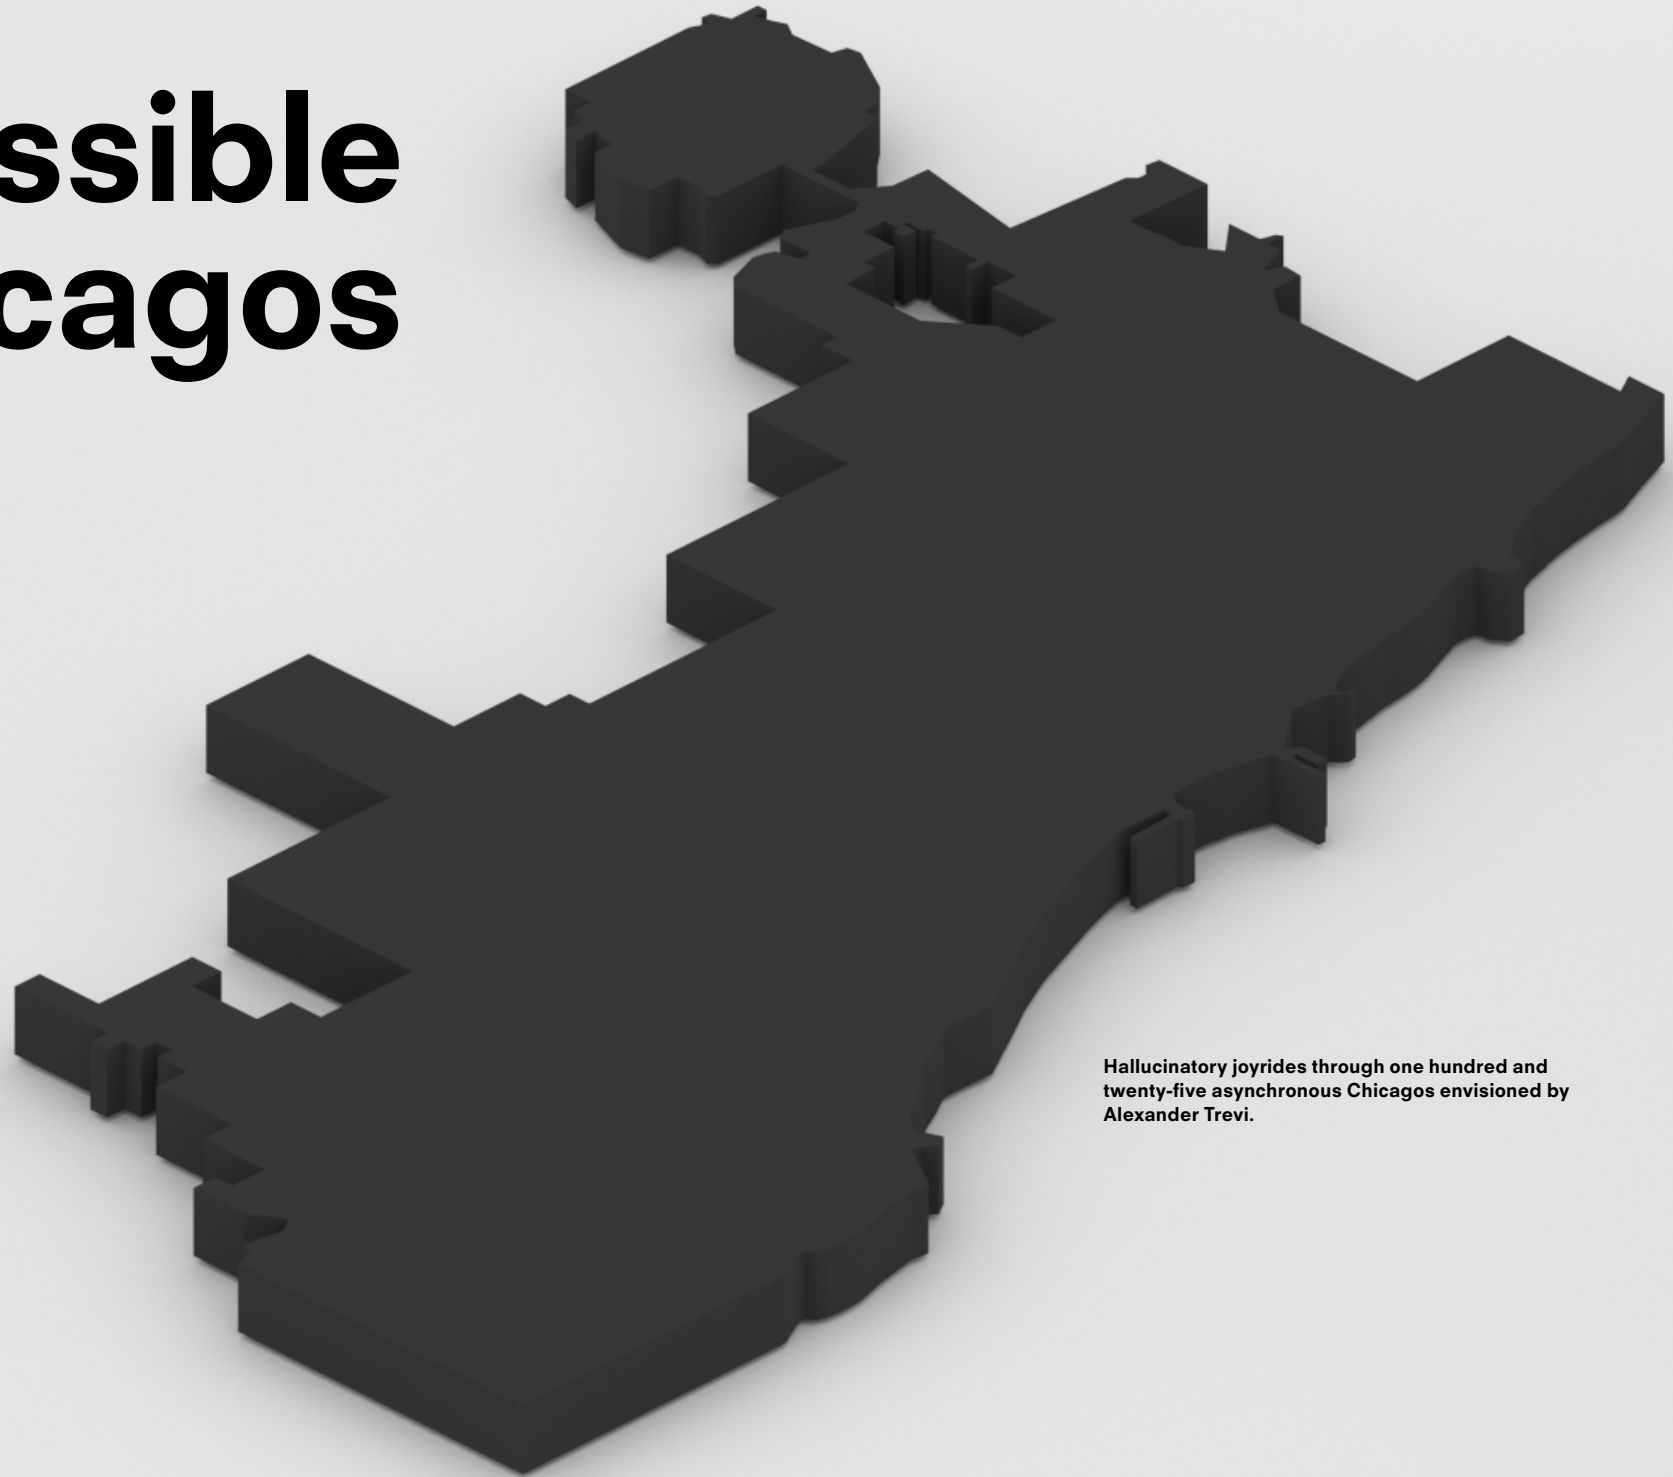 ssible
cagos
Hallucinatory joyrides through one hundred and
twenty-five asynchronous Chicagos envisioned by
Alexander Trevi.